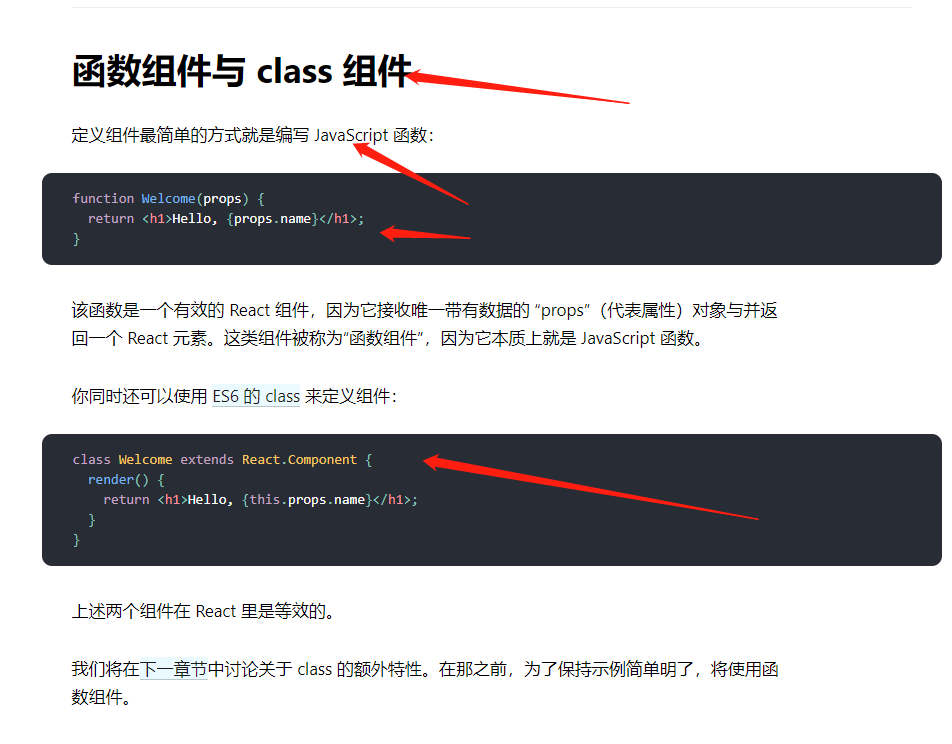 函数组件与 class 组件
定义组件最简单的方式就是编写 JavaScript 函数：
function Welcome(props) {
  return <h1>Hello, {props.name}</h1>;
}
该函数是一个有效的 React 组件，因为它接收唯一带有数据的 “props”（代表属性）对象与并返
回一个 React 元素。这类组件被称为“函数组件”，因为它本质上就是 JavaScript 函数。
你同时还可以使用 ES6 的 class 来定义组件：
class Welcome extends React.Component {
  render() {
    return <h1>Hello, {this.props.name}</h1>;
  }
}
上述两个组件在 React 里是等效的。
我们将在下一章节中讨论关于 class 的额外特性。在那之前，为了保持示例简单明了，将使用函
数组件。